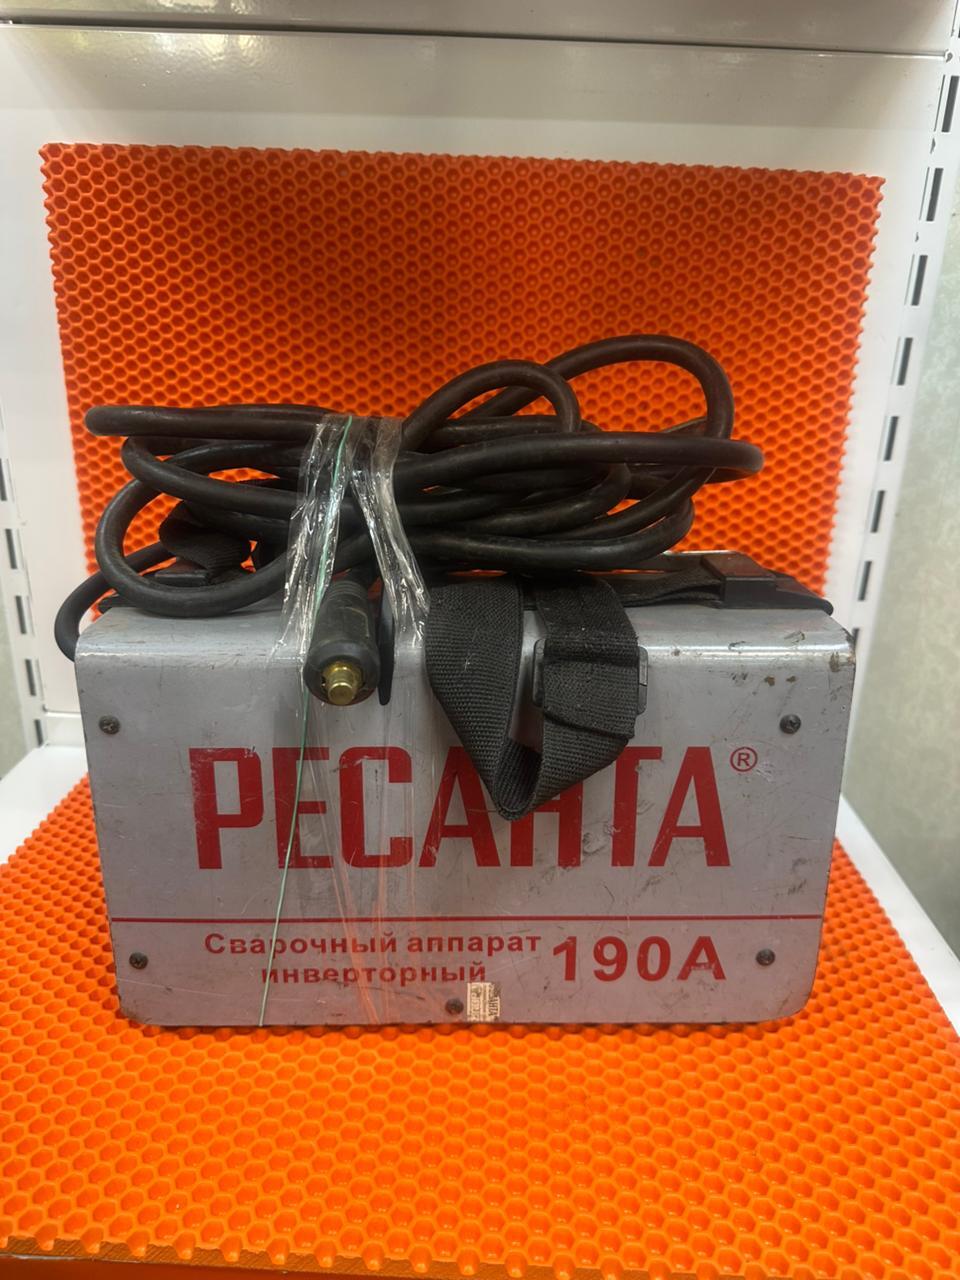 РЕСАНТА®
Сварочный аппарат
инверторный
190А